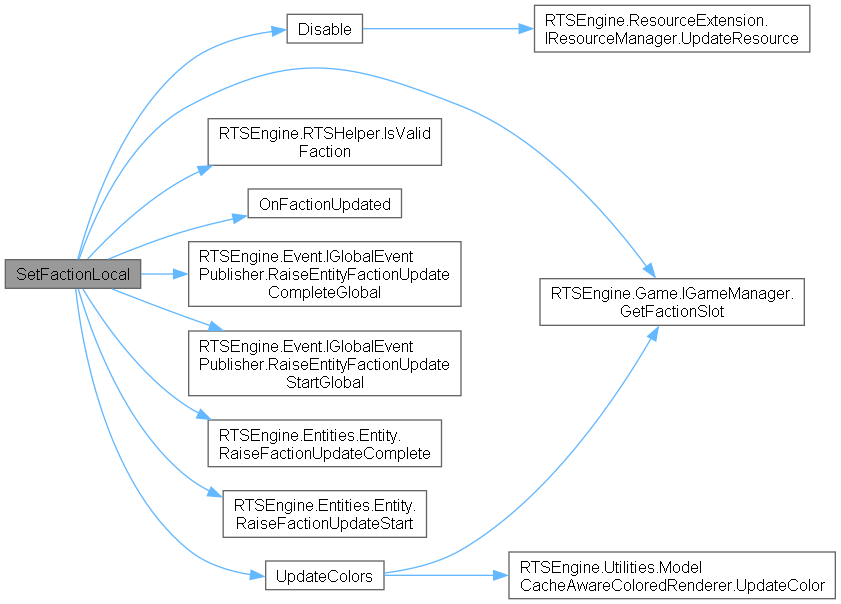 Disable
RTSEngine.ResourceExtension.
IResourceManager.UpdateResource
RTSEngine.RTSHelper.IsValid
Faction
OnFactionUpdated
SetFactionLocal
RTSEngine.Event.IGlobalEvent
Publisher.RaiseEntityFactionUpdate
CompleteGlobal
RTSEngine.Game.IGameManager.
GetFactionSlot
RTSEngine.Event.IGlobalEvent
Publisher.RaiseEntityFactionUpdate
StartGlobal
RTSEngine.Entities.Entity.
RaiseFactionUpdateComplete
RTSEngine.Entities.Entity.
RaiseFactionUpdateStart
UpdateColors
RTSEngine.Utilities.Model
CacheAwareColoredRenderer.UpdateColor